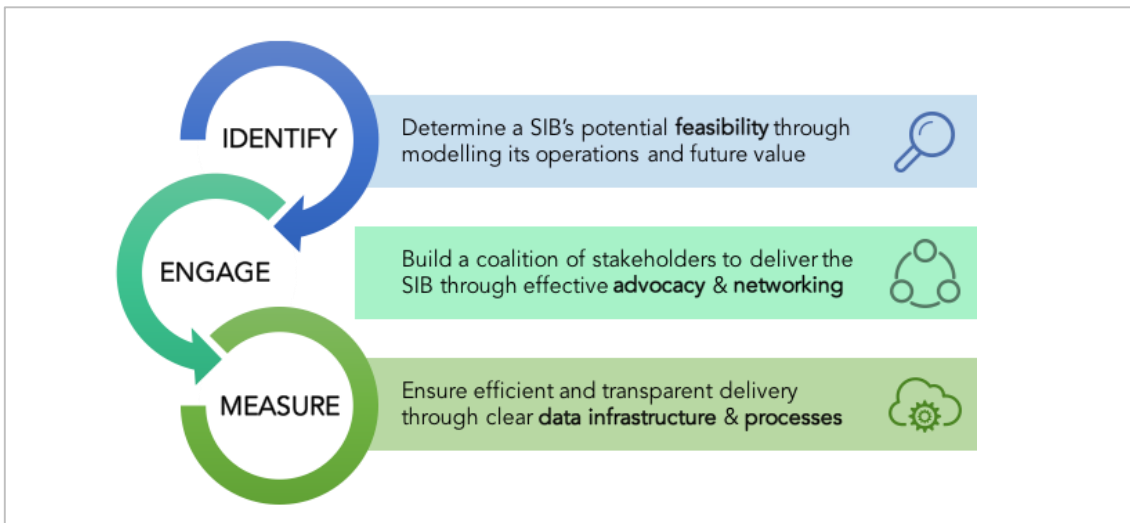 IDENTIFY
Determine a SIB's potential feasibility through
modelling its operations and future value
ENGAGE
Build a coalition of stakeholders to deliver the
SIB through effective advocacy & networking
MEASURE
Ensure efficient and transparent delivery
through clear data infrastructure & processes